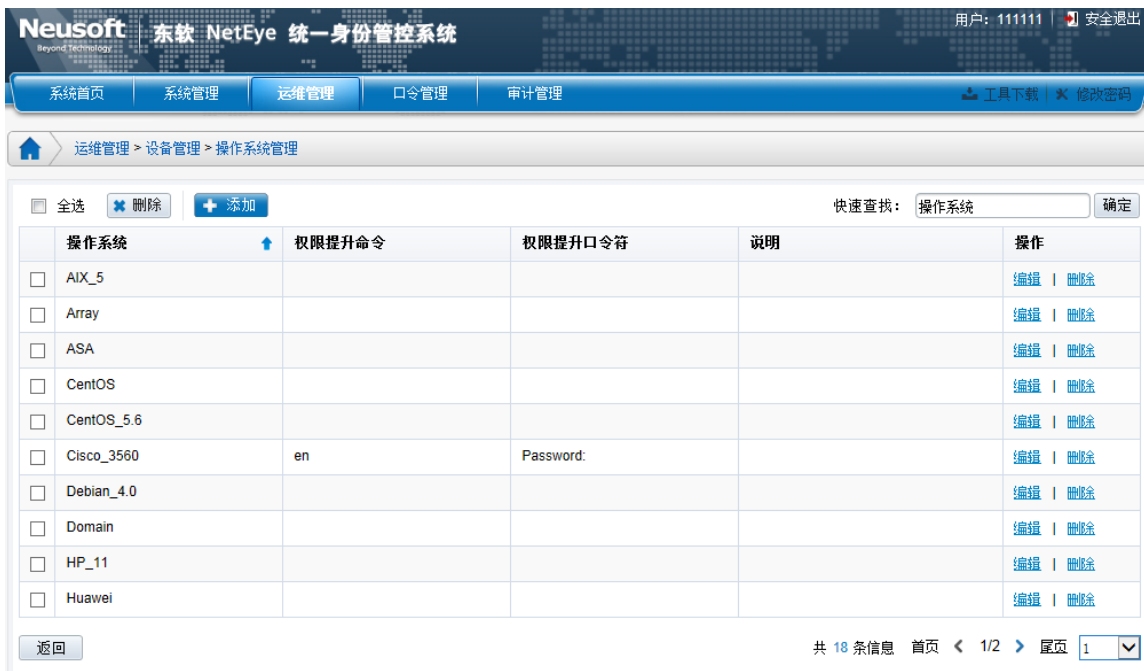 Neusoft 东软 NetEye 统一身份管控系统 用户: 111111 | 安全退出
Beyond Technology
系统首页 系统管理 运维管理 口令管理 审计管理 工具下载 | 修改密码
运维管理 > 设备管理 > 操作系统管理
全选 删除 添加 快速查找: 操作系统 确定
操作系统 权限提升命令 权限提升口令符 说明 操作
AIX_5 编辑 | 删除
Array 编辑 | 删除
ASA 编辑 | 删除
CentOS 编辑 | 删除
CentOS_5.6 编辑 | 删除
Cisco_3560 en Password: 编辑 | 删除
Debian_4.0 编辑 | 删除
Domain 编辑 | 删除
HP_11 编辑 | 删除
Huawei 编辑 | 删除
返回 共 18 条信息 首页 1/2 尾页 1